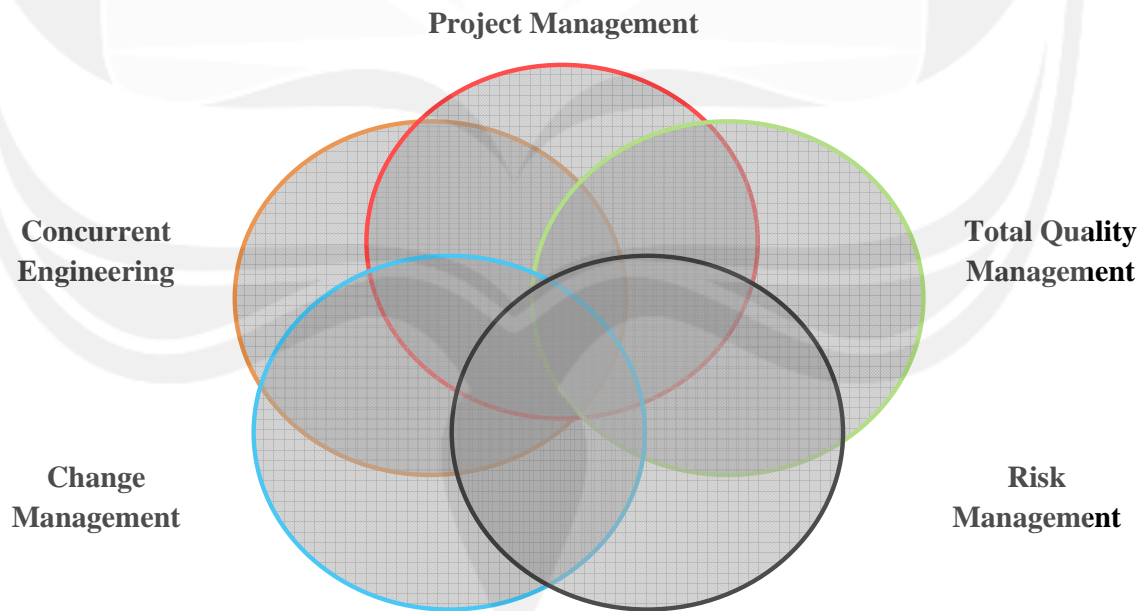 Project Management
Concurrent
Engineering
Total Quality
Management
Change
Management
Risk
Management